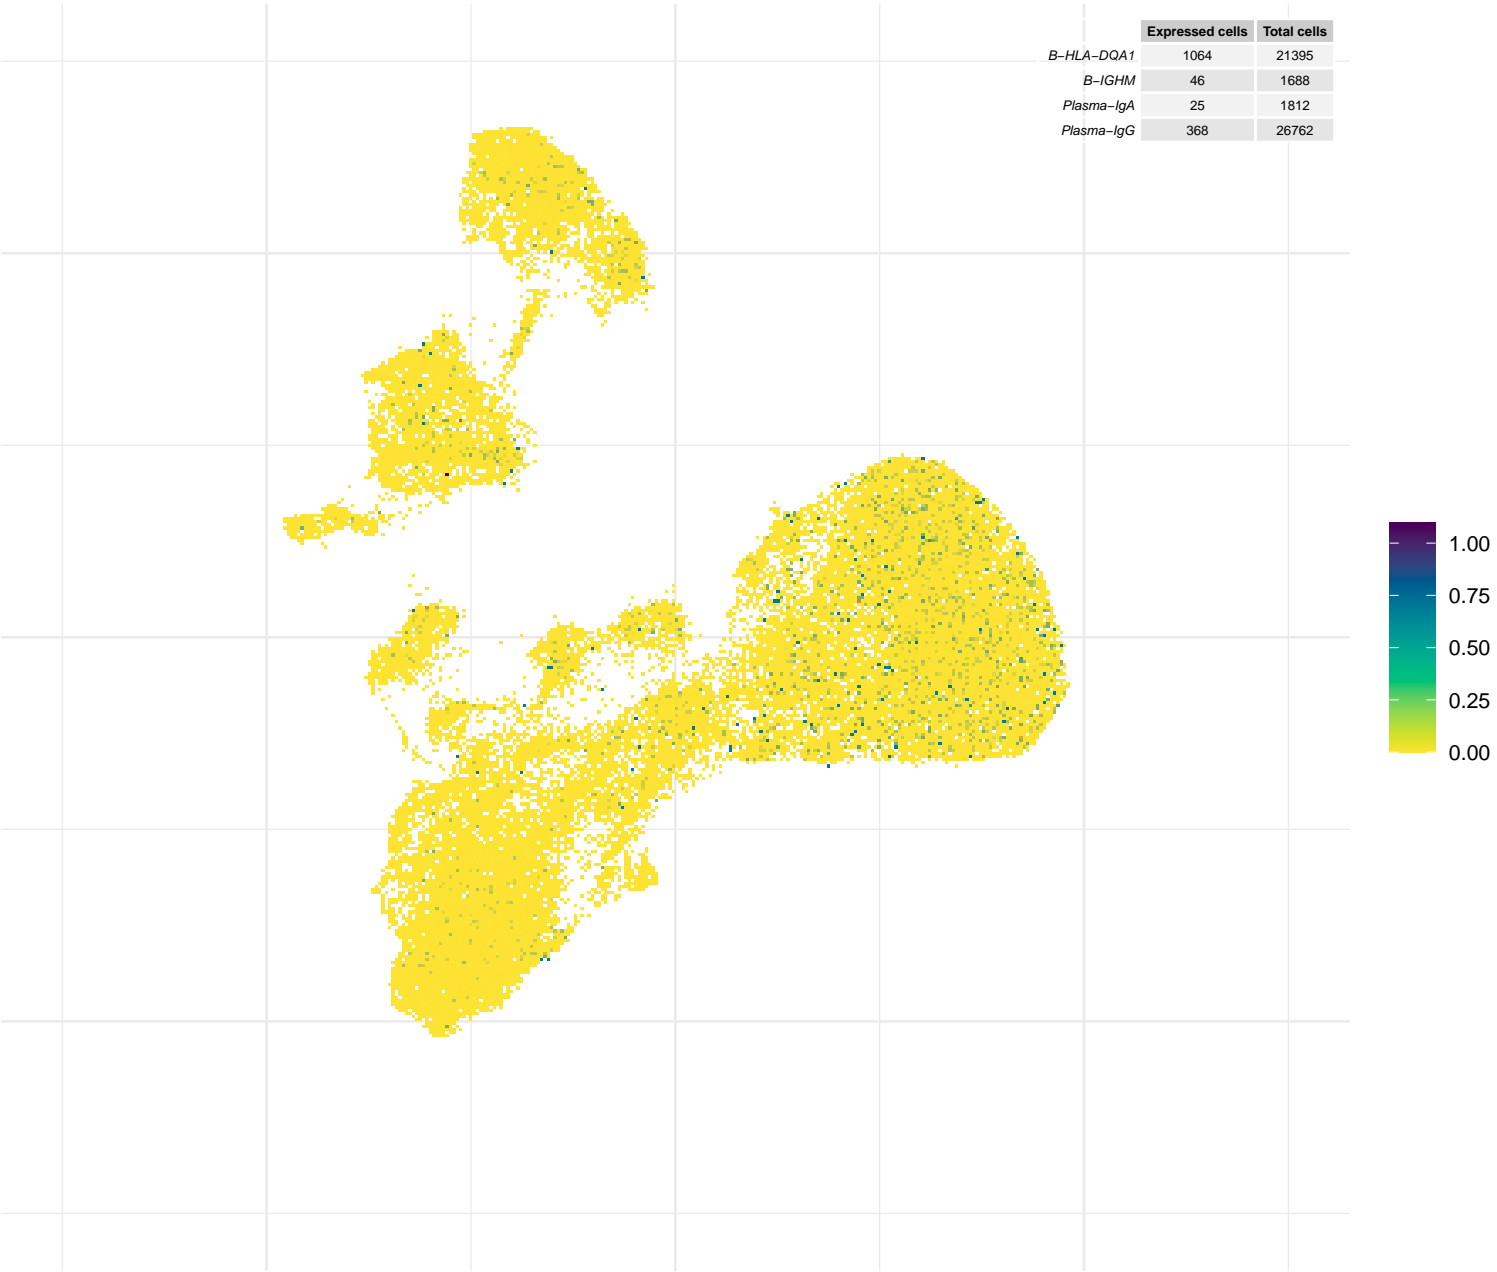 Expressed cells Total cells
B−HLA−DQA1 1064 21395
B−IGHM 46 1688
Plasma−IgA 25 1812
Plasma−IgG 368 26762
1.00
0.75
0.50
0.25
0.00